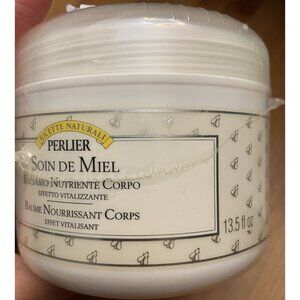 RICETTE NATURALI
PERLIER
SOIN DE MIEL
BALSAMO NUTRIENTE CORPO
EFFETTO VITALIZZANTE
BAUME NOURRISSANT CORPS
EFFET VITALISANT
13.5 fl oz